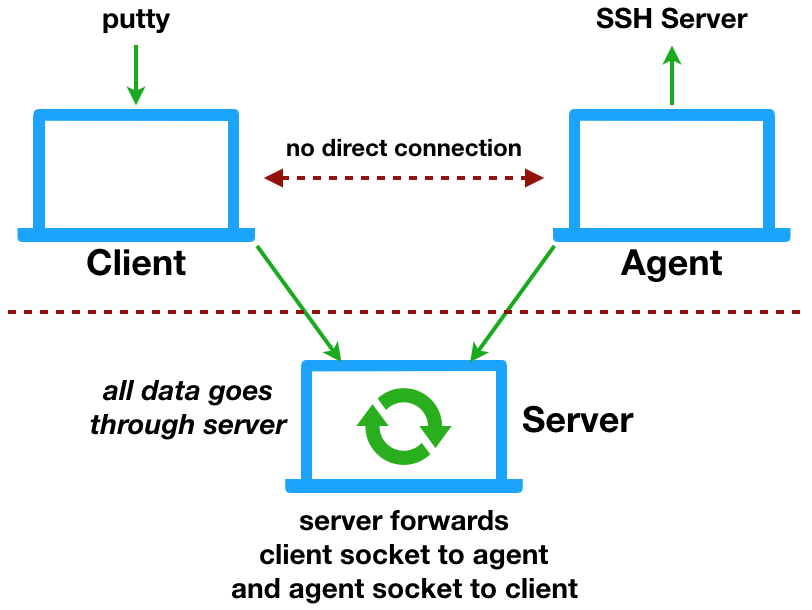 putty
SSH Server
no direct connection
Client
Agent
all data goes
through server
Server
server forwards
client socket to agent
and agent socket to client